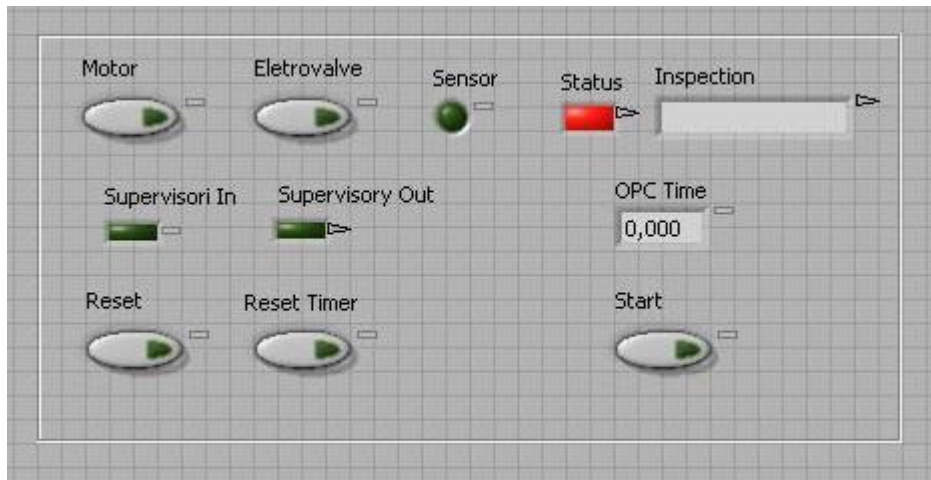 Motor
Eletrovalve
Sensor
Status
Inspection
Supervisori In
Supervisory Out
OPC Time
0,000
Reset
Reset Timer
Start